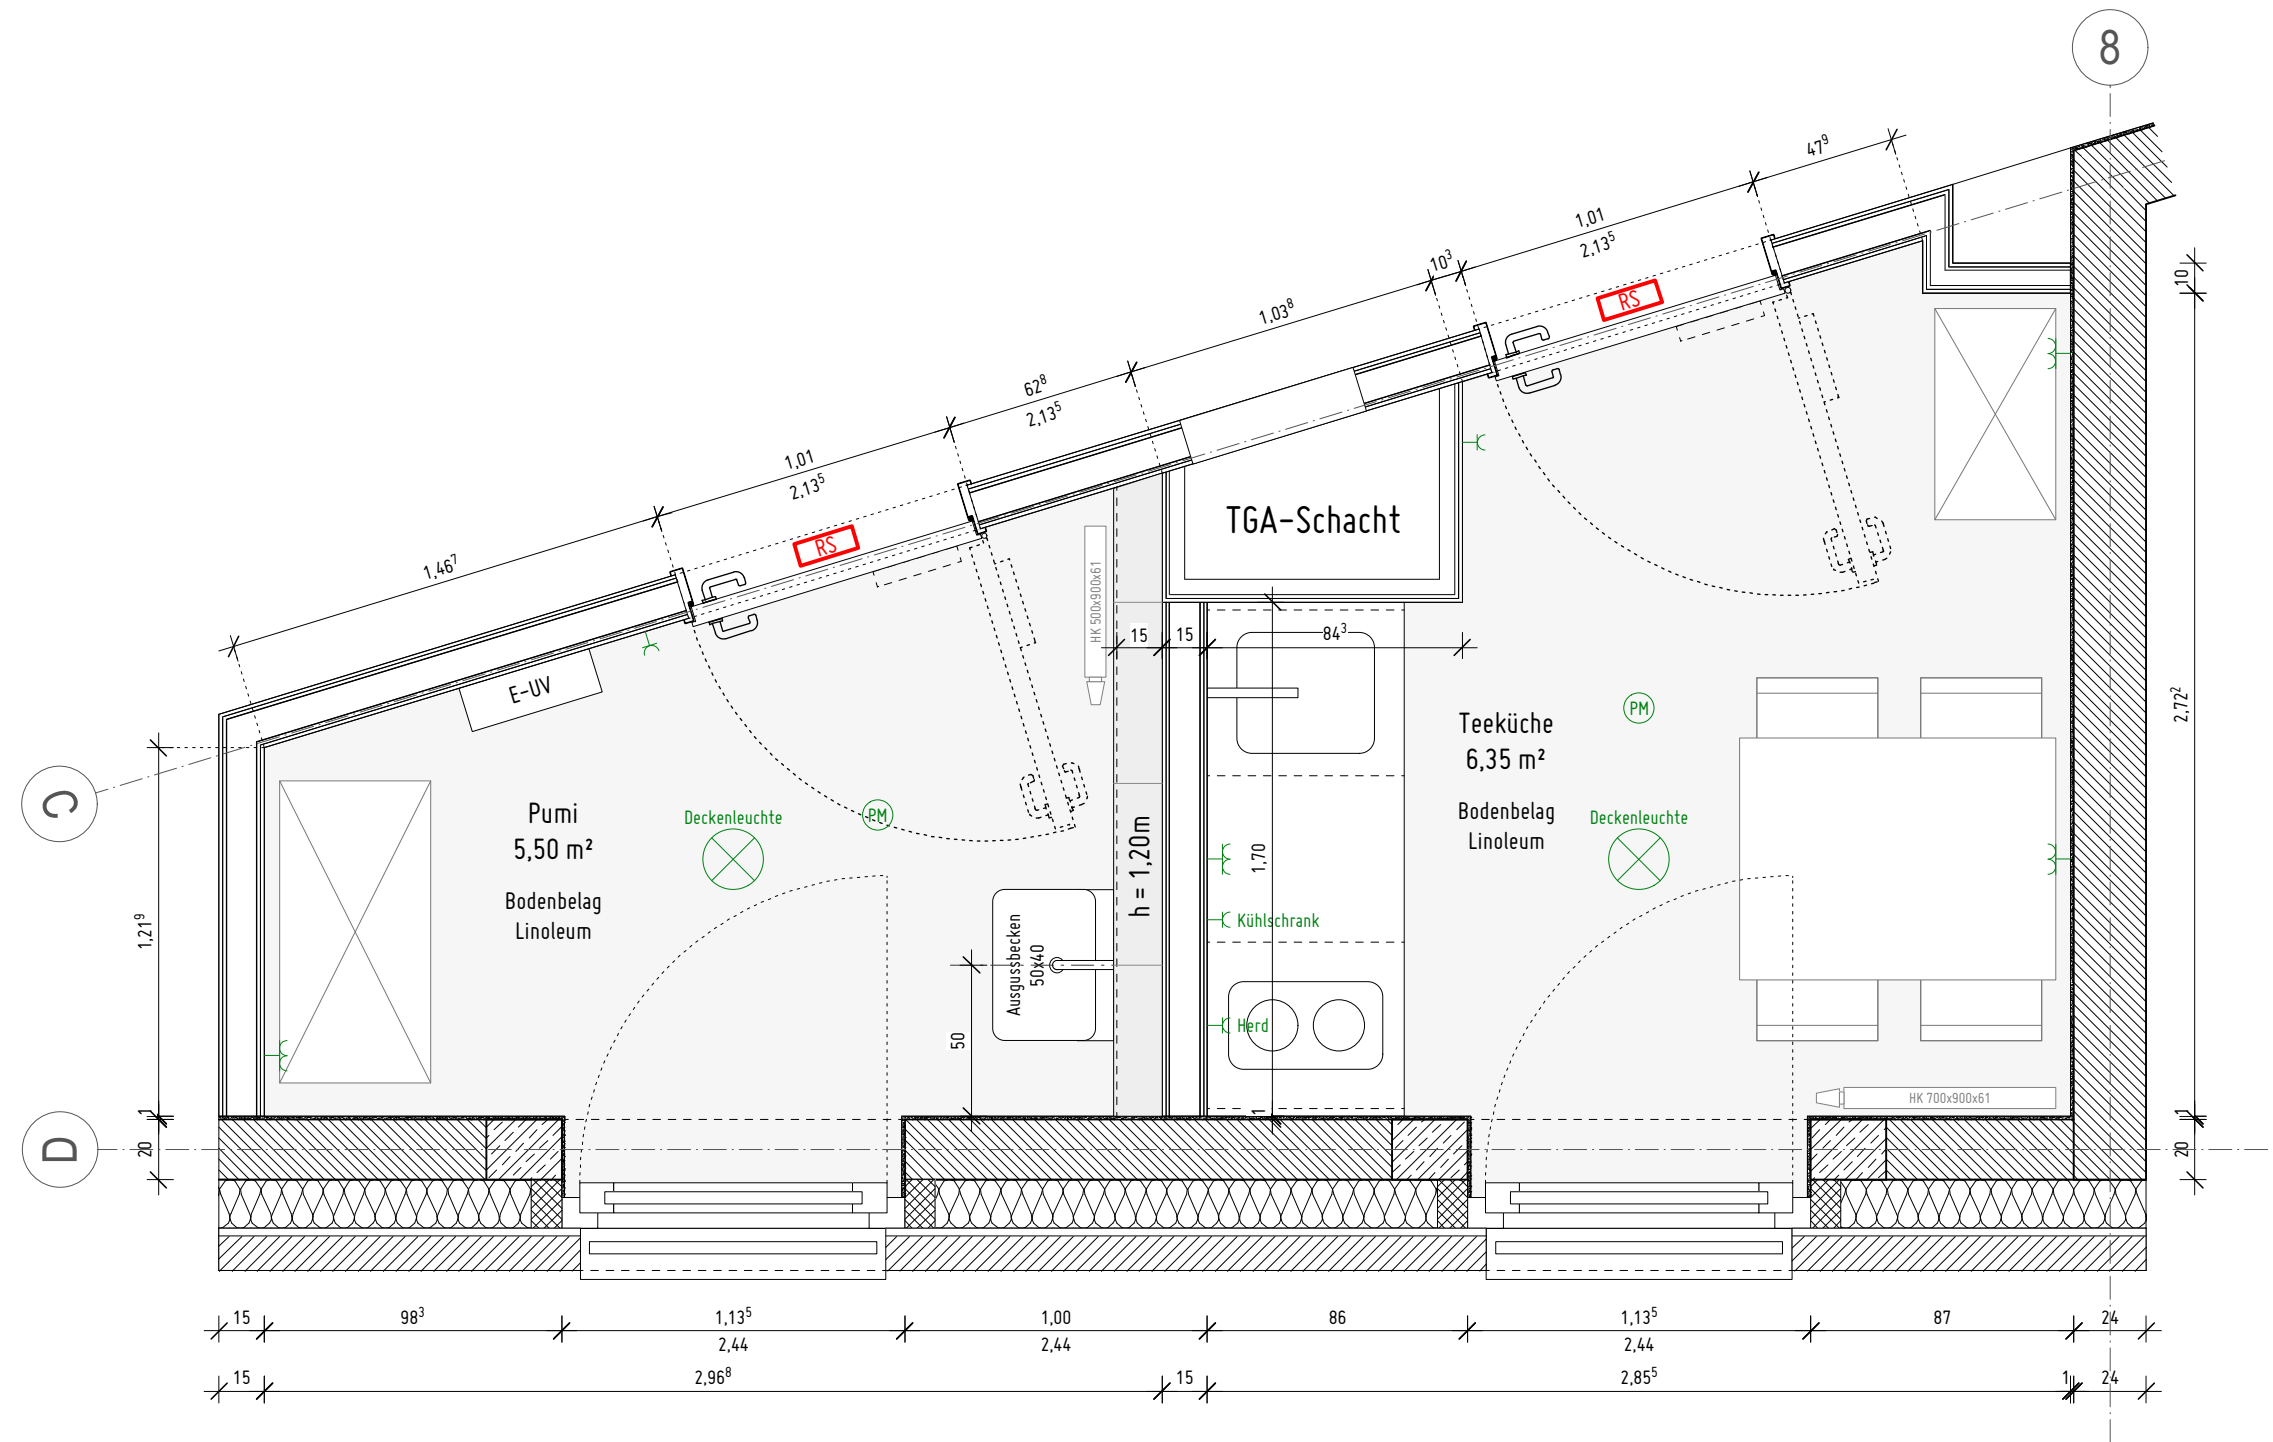 8
47⁹
1,01
2,13⁵
10³
1,03⁸
RS
62⁸
2,13⁵
1,01
2,13⁵
RS
1,46⁷
10
TGA-Schacht
HK 500x900x61
15
15
84³
E-UV
PM
Teeküche
6,35 m²
Bodenbelag
Linoleum
2,72²
C
Pumi
5,50 m²
Bodenbelag
Linoleum
Deckenleuchte
PM
h = 1,20m
1,70
Deckenleuchte
Kühlschrank
Ausgussbecken
50x40
1,21⁹
50
Herd
HK 700x900x61
1
1
1
D
20
20
15
98³
1,13⁵
2,44
1,00
2,44
86
1,13⁵
2,44
87
24
15
2,96⁸
15
2,85⁵
1
24